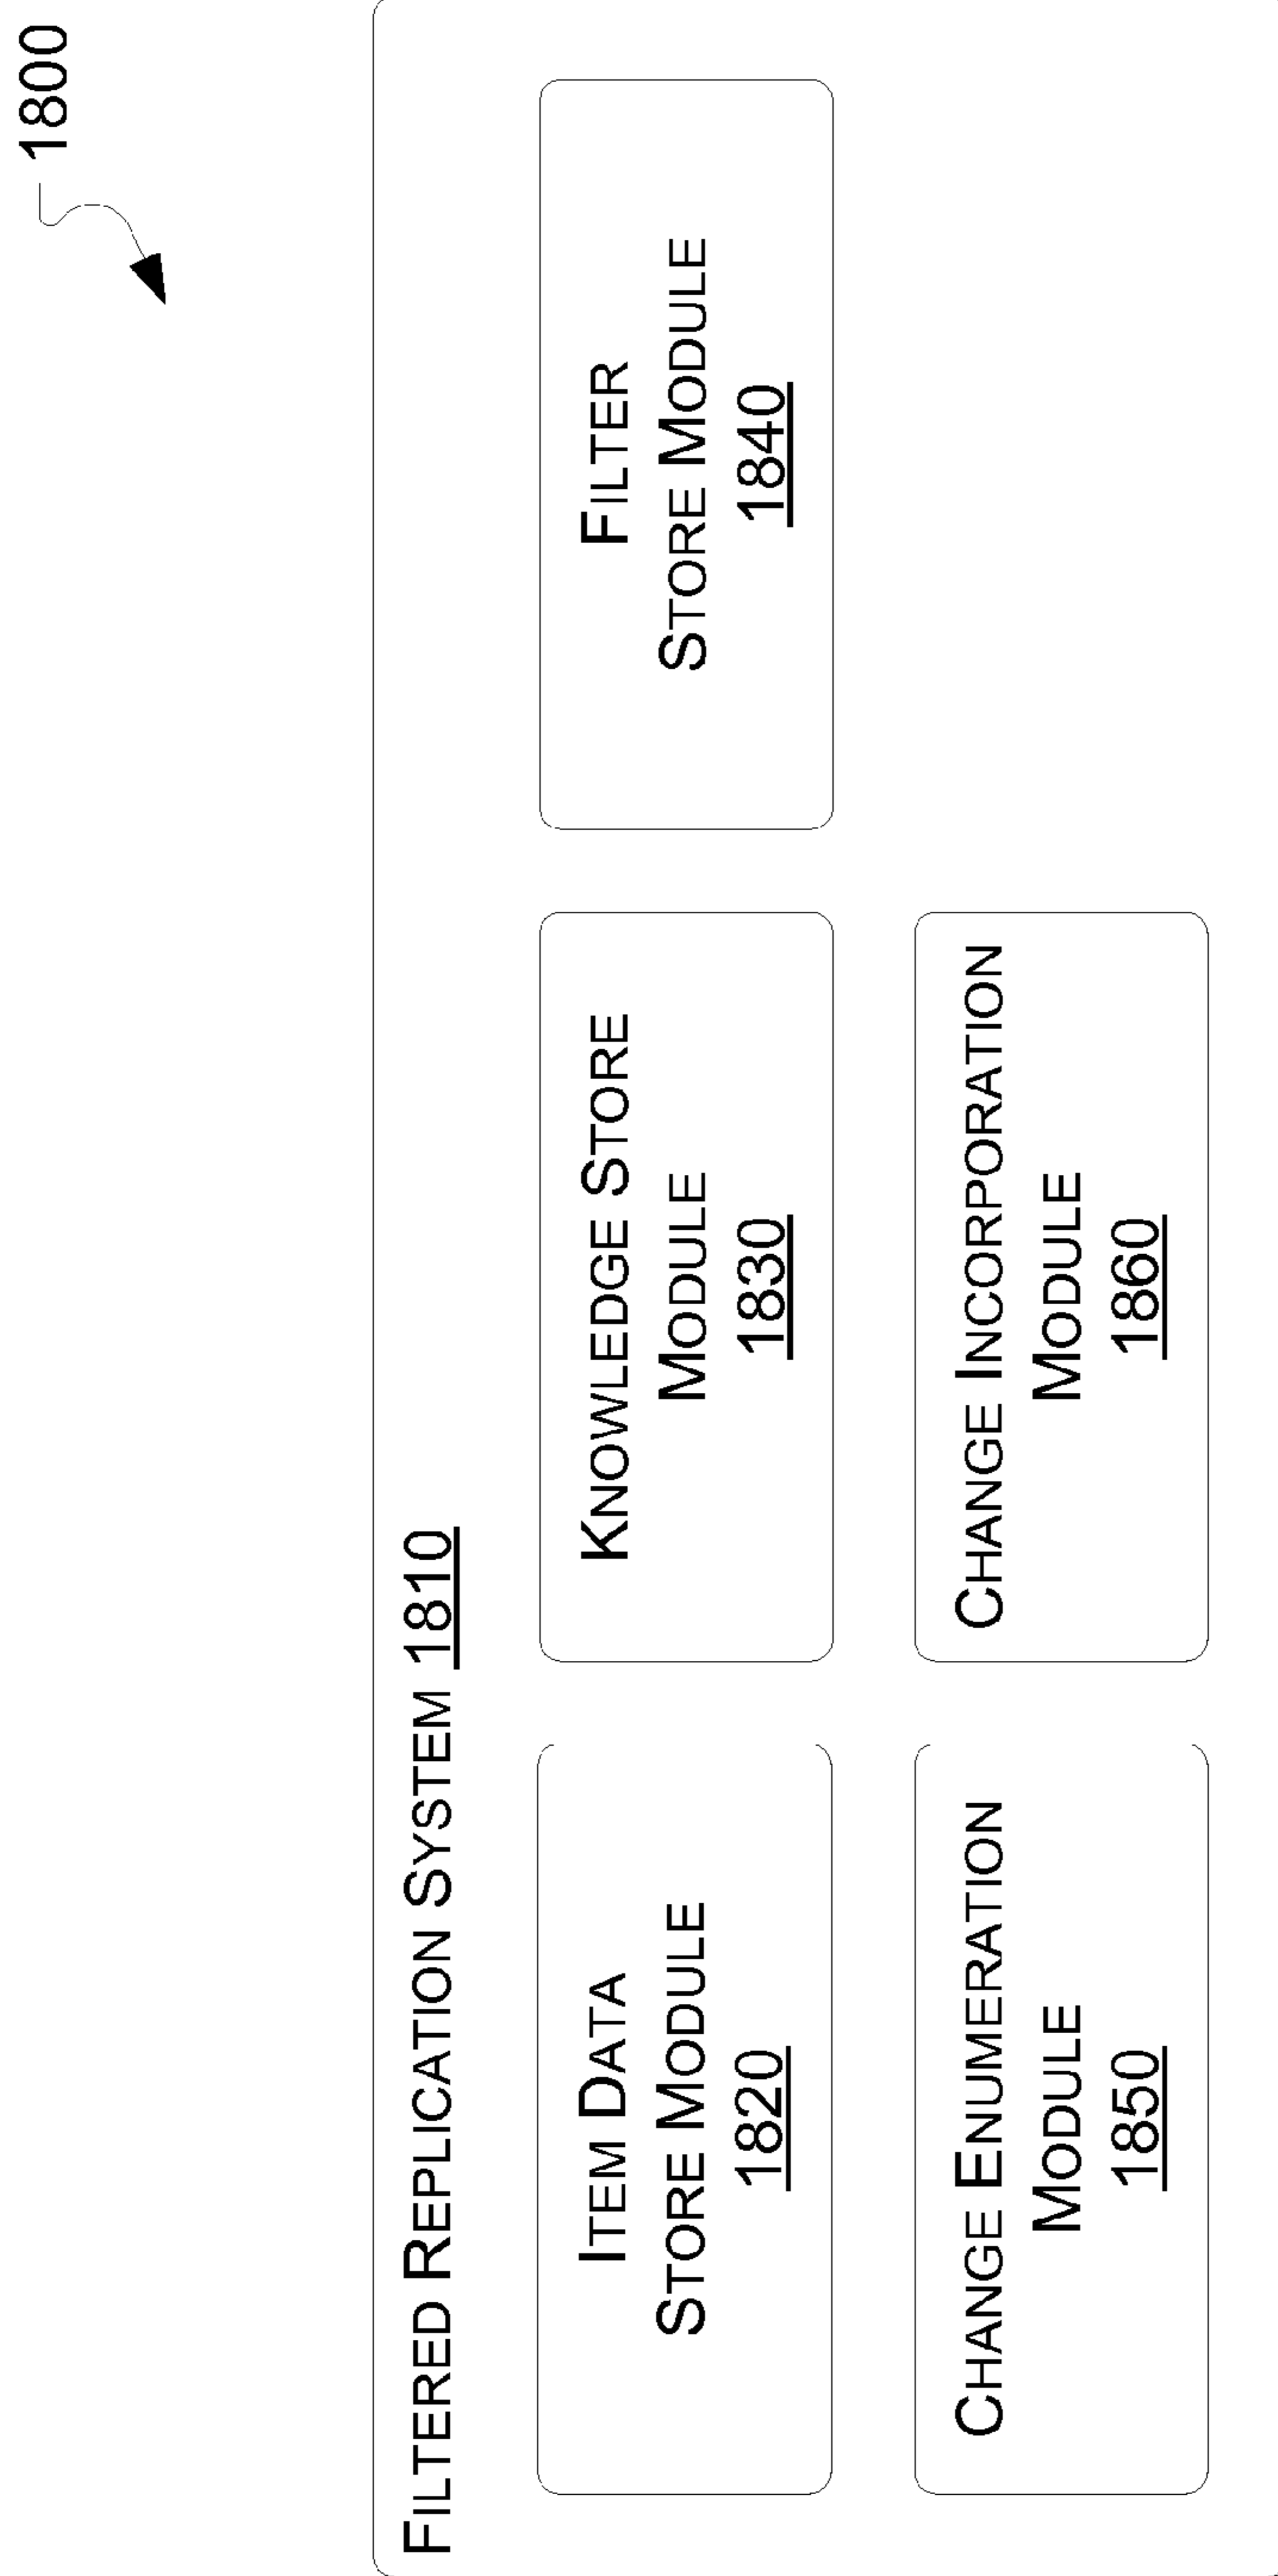 1800
FILTERED REPLICATION SYSTEM 1810
ITEM DATA
STORE MODULE
1820
KNOWLEDGE STORE
MODULE
1830
FILTER
STORE MODULE
1840
CHANGE ENUMERATION
MODULE
1850
CHANGE INCORPORATION
MODULE
1860